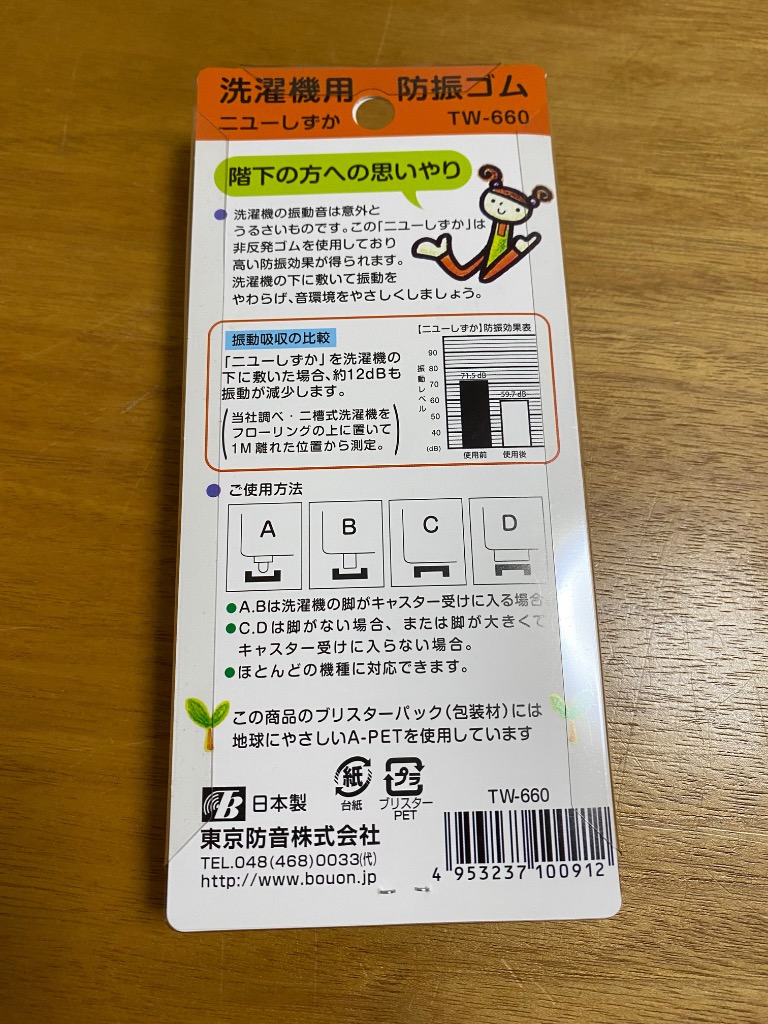 洗濯機用 防振ゴム
ニューしずか TW-660
階下の方への思いやり
洗濯機の振動音は意外と
うるさいものです。この「ニューしずか」は
非反発ゴムを使用しており
高い防振効果が得られます。
洗濯機の下に敷いて振動を
やわらげ、音環境をやさしくしましょう。
振動吸収の比較
「ニューしずか」を洗濯機の
下に敷いた場合、約12dBも
振動が減少します。
(当社調べ・二槽式洗濯機を
フローリングの上に置いて
1M離れた位置から測定。)
【ニューしずか】防振効果表
振動レベル
90
80
70
60
50
40
(dB)
71.5 dB
59.7 dB
使用前 使用後
●ご使用方法
A B C D
●A.Bは洗濯機の脚がキャスター受けに入る場合
●C.Dは脚がない場合、または脚が大きくて
キャスター受けに入らない場合。
●ほとんどの機種に対応できます。
この商品のブリスターパック(包装材)には
地球にやさしいA-PETを使用しています
紙
台紙
プラ
ブリスター
PET
B 日本製
TW-660
東京防音株式会社
TEL.048(468)0033(代)
http://www.bouon.jp
4 953237 100912